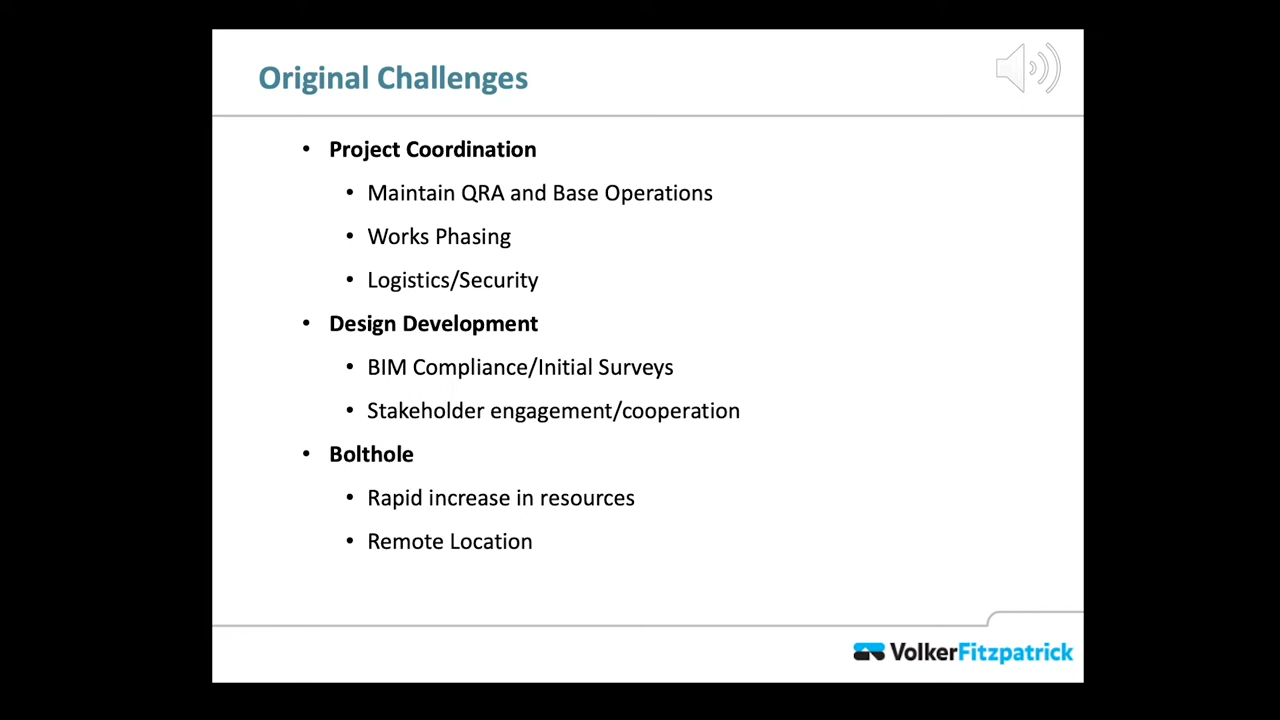 Original Challenges
• Project Coordination
• Maintain QRA and Base Operations
• Works Phasing
• Logistics/Security
• Design Development
• BIM Compliance/Initial Surveys
• Stakeholder engagement/cooperation
• Bolthole
• Rapid increase in resources
• Remote Location
VolkerFitzpatrick